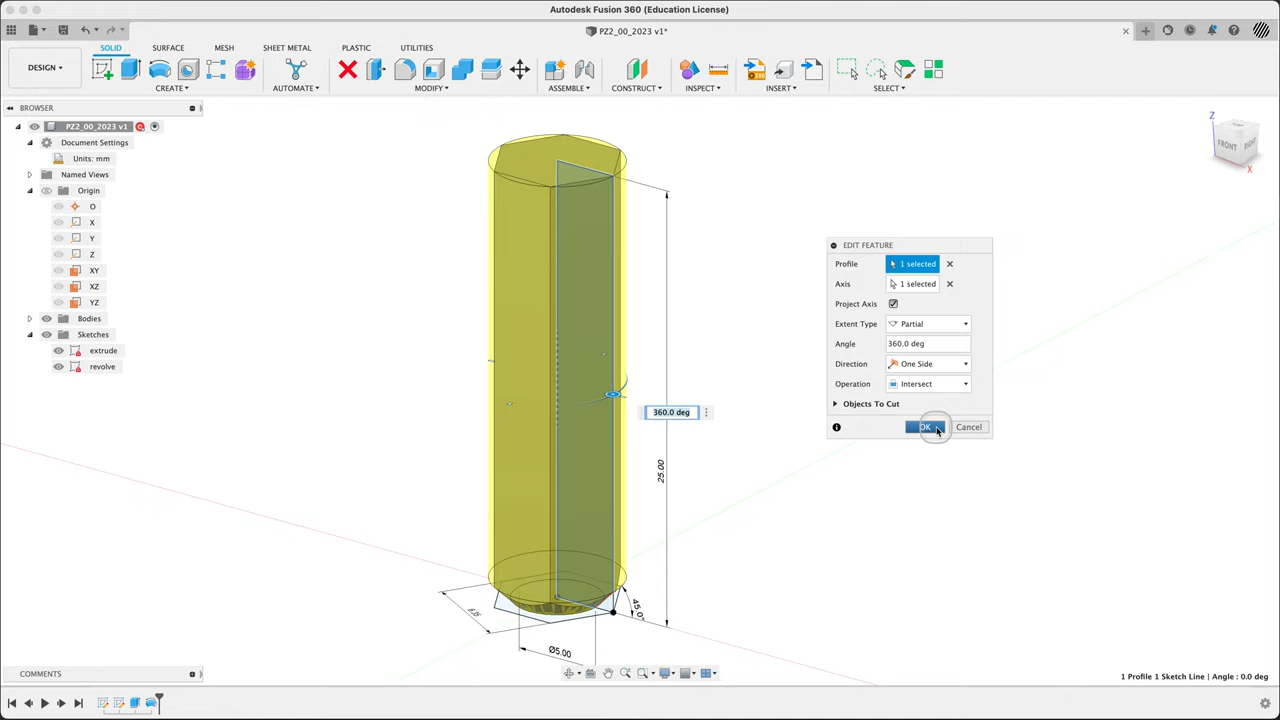 Autodesk Fusion 360 (Education License)
PZ2_00_2023 v1*
DESIGN
SOLID
SURFACE
MESH
SHEET METAL
PLASTIC
UTILITIES
CREATE
AUTOMATE
MODIFY
ASSEMBLE
CONSTRUCT
INSPECT
INSERT
SELECT
BROWSER
PZ2_00_2023 v1
Document Settings
Units: mm
Named Views
Origin
O
X
Y
Z
XY
XZ
YZ
Bodies
Sketches
extrude
revolve
Z
FRONT
RIGHT
X
EDIT FEATURE
Profile
1 selected
Axis
1 selected
Project Axis
Extent Type
Partial
Angle
360.0 deg
Direction
One Side
Operation
Intersect
Objects To Cut
OK
Cancel
360.0 deg
25.00
45.0°
Ø5.00
COMMENTS
1 Profile 1 Sketch Line | Angle : 0.0 deg